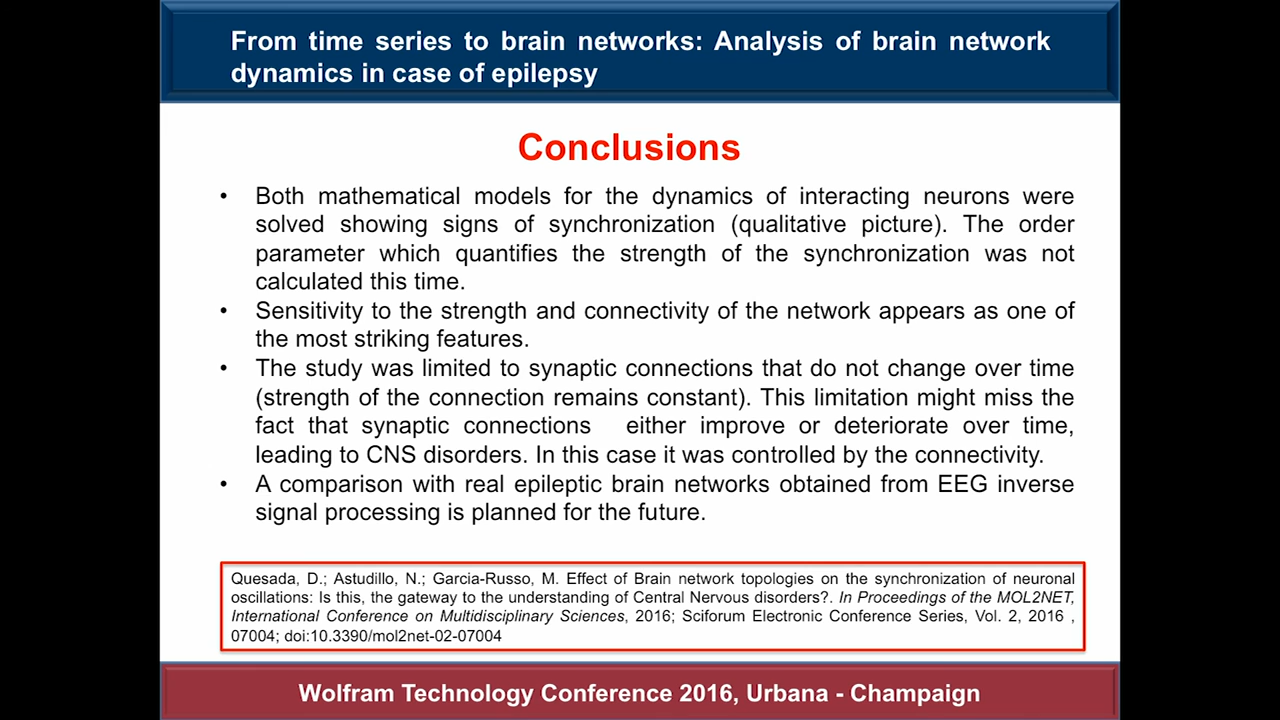 From time series to brain networks: Analysis of brain network
dynamics in case of epilepsy
Conclusions
• Both mathematical models for the dynamics of interacting neurons were
solved showing signs of synchronization (qualitative picture). The order
parameter which quantifies the strength of the synchronization was not
calculated this time.
• Sensitivity to the strength and connectivity of the network appears as one of
the most striking features.
• The study was limited to synaptic connections that do not change over time
(strength of the connection remains constant). This limitation might miss the
fact that synaptic connections either improve or deteriorate over time,
leading to CNS disorders. In this case it was controlled by the connectivity.
• A comparison with real epileptic brain networks obtained from EEG inverse
signal processing is planned for the future.
Quesada, D.; Astudillo, N.; Garcia-Russo, M. Effect of Brain network topologies on the synchronization of neuronal
oscillations: Is this, the gateway to the understanding of Central Nervous disorders?. In Proceedings of the MOL2NET,
International Conference on Multidisciplinary Sciences, 2016; Sciforum Electronic Conference Series, Vol. 2, 2016 ,
07004; doi:10.3390/mol2net-02-07004
Wolfram Technology Conference 2016, Urbana - Champaign